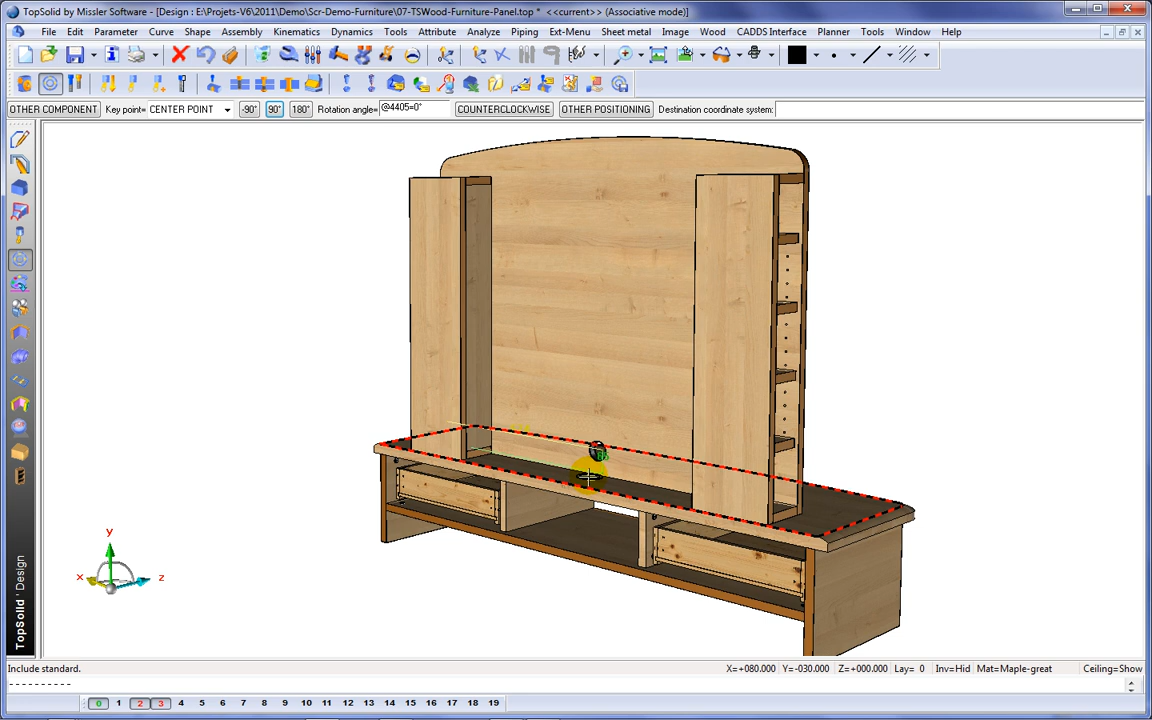 TopSolid by Missler Software - [Design : E:\Projets-V6\2011\Demo\Scr-Demo-Furniture\07-TSWood-Furniture-Panel.top *  <<current>> (Associative mode)]
File Edit Parameter Curve Shape Assembly Kinematics Dynamics Tools Attribute Analyze Piping Ext-Menu Sheet metal Image Wood CADDS Interface Planner Tools Window Help
OTHER COMPONENT Key point= CENTER POINT -90° 90° 180° Rotation angle= @4405=0° COUNTERCLOCKWISE OTHER POSITIONING Destination coordinate system:
y
x z
TopSolid'Design
Include standard. X=+080.000 Y=-030.000 Z=+000.000 Lay= 0 Inv=Hid Mat=Maple-great Ceiling=Show
----------
0 1 2 3 4 5 6 7 8 9 10 11 12 13 14 15 16 17 18 19